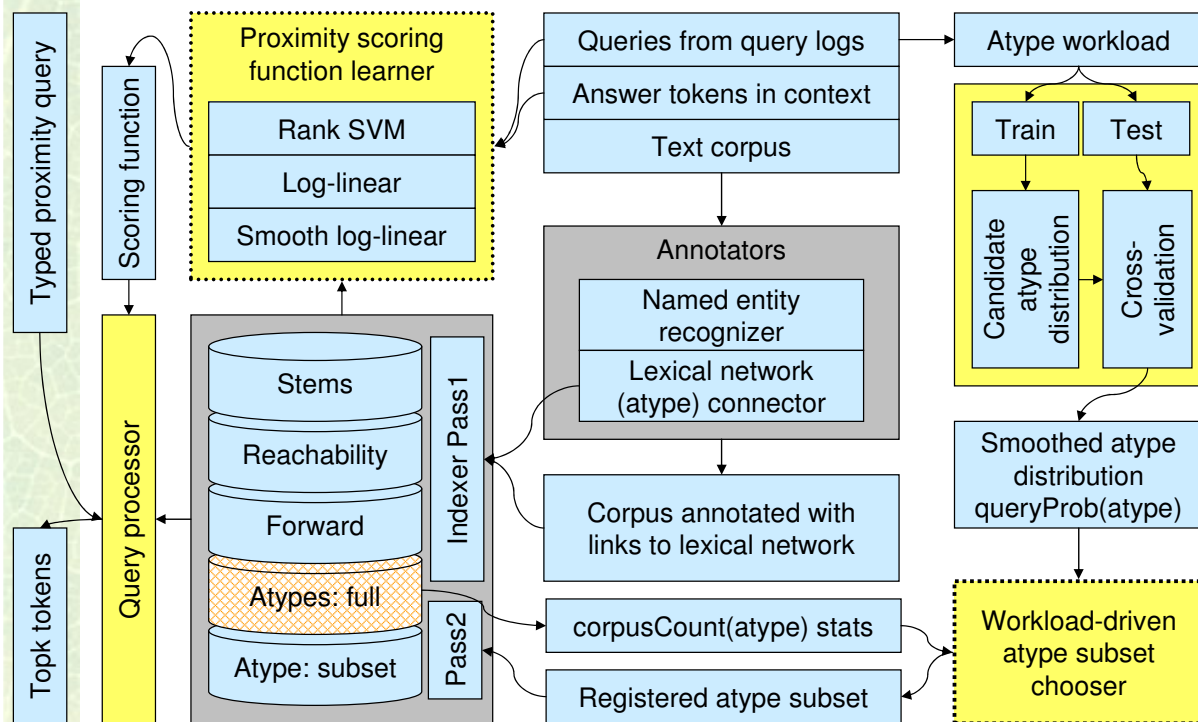 Typed proximity query
Topk tokens
Scoring function
Query processor
Proximity scoring
function learner
Rank SVM
Log-linear
Smooth log-linear
Stems
Reachability
Forward
Atypes: full
Atype: subset
Indexer Pass1
Pass2
Queries from query logs
Answer tokens in context
Text corpus
Annotators
Named entity
recognizer
Lexical network
(atype) connector
Corpus annotated with
links to lexical network
corpusCount(atype) stats
Registered atype subset
Atype workload
Train
Test
Candidate
atype
distribution
Cross-
validation
Smoothed atype
distribution
queryProb(atype)
Workload-driven
atype subset
chooser